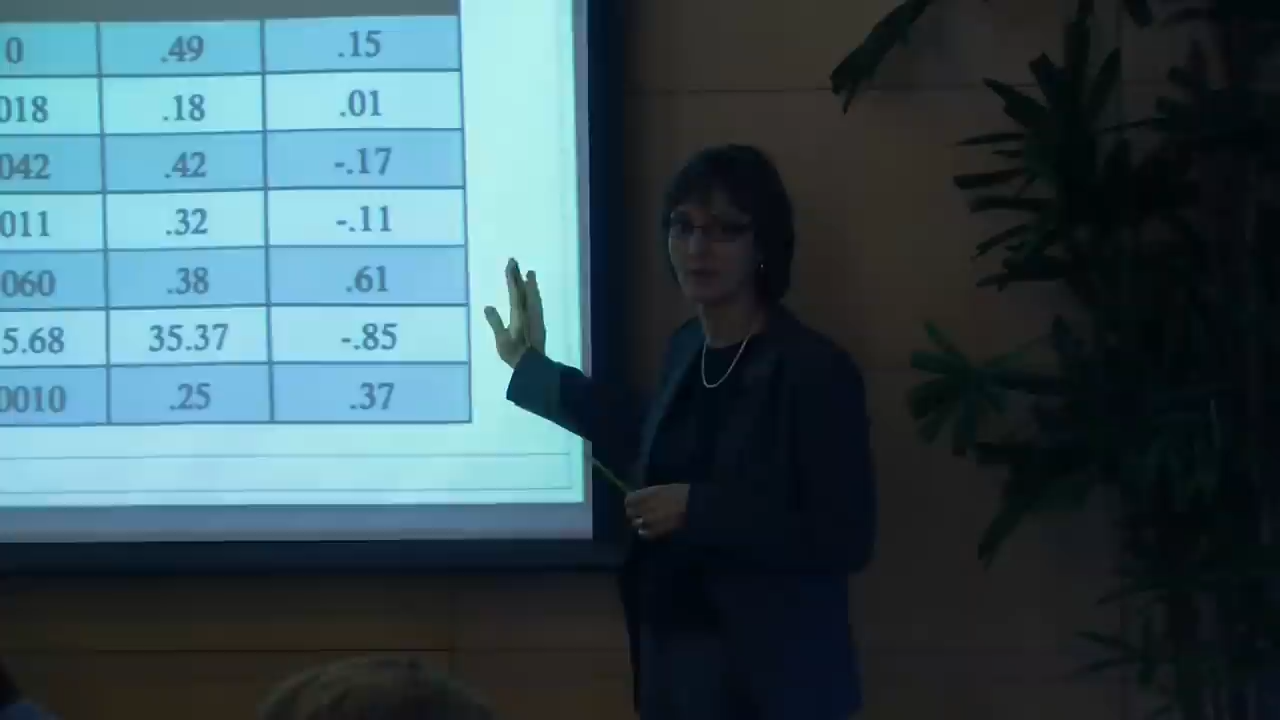 0 .49 .15
018 .18 .01
042 .42 -.17
011 .32 -.11
060 .38 .61
5.68 35.37 -.85
0010 .25 .37